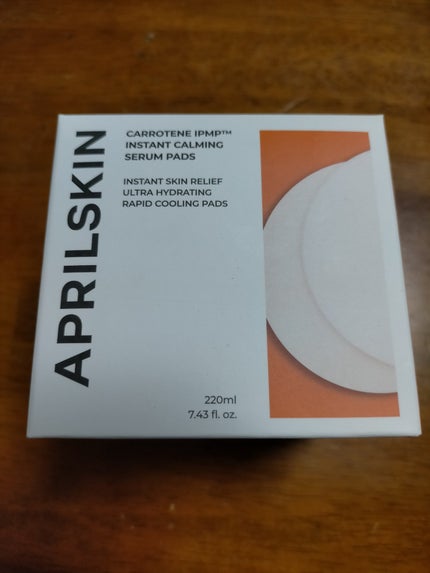 APRILSKIN
CARROTENE IPMP™
INSTANT CALMING
SERUM PADS
INSTANT SKIN RELIEF
ULTRA HYDRATING
RAPID COOLING PADS
220ml
7.43 fl. oz.